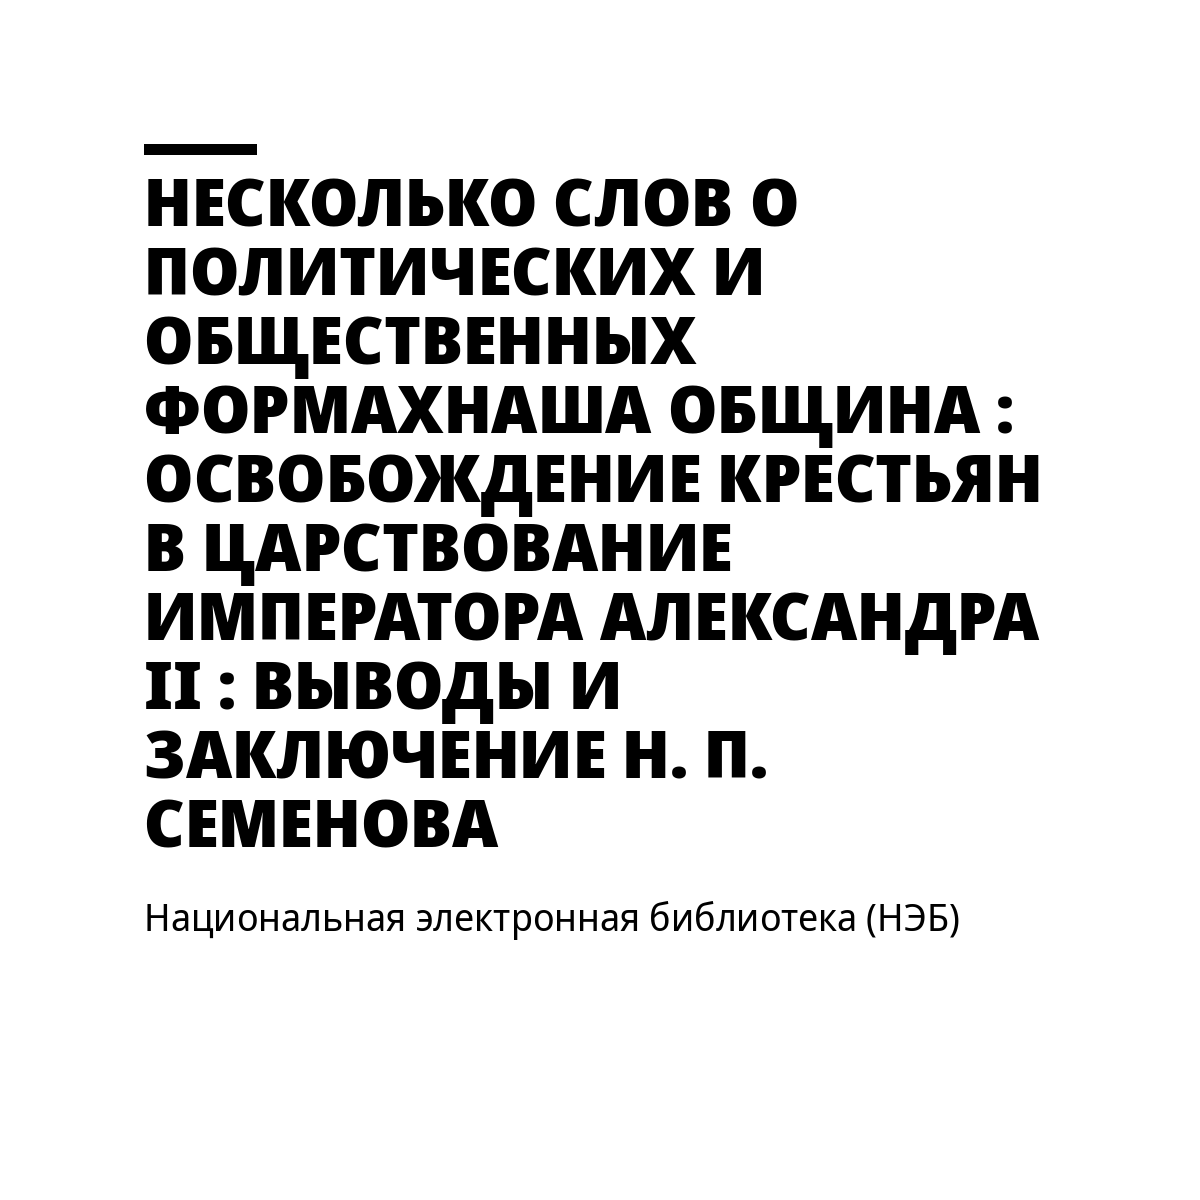 НЕСКОЛЬКО СЛОВ О
ПОЛИТИЧЕСКИХ И
ОБЩЕСТВЕННЫХ
ФОРМАХНАША ОБЩИНА :
ОСВОБОЖДЕНИЕ КРЕСТЬЯН
В ЦАРСТВОВАНИЕ
ИМПЕРАТОРА АЛЕКСАНДРА
II : ВЫВОДЫ И
ЗАКЛЮЧЕНИЕ Н. П.
СЕМЕНОВА
Национальная электронная библиотека (НЭБ)